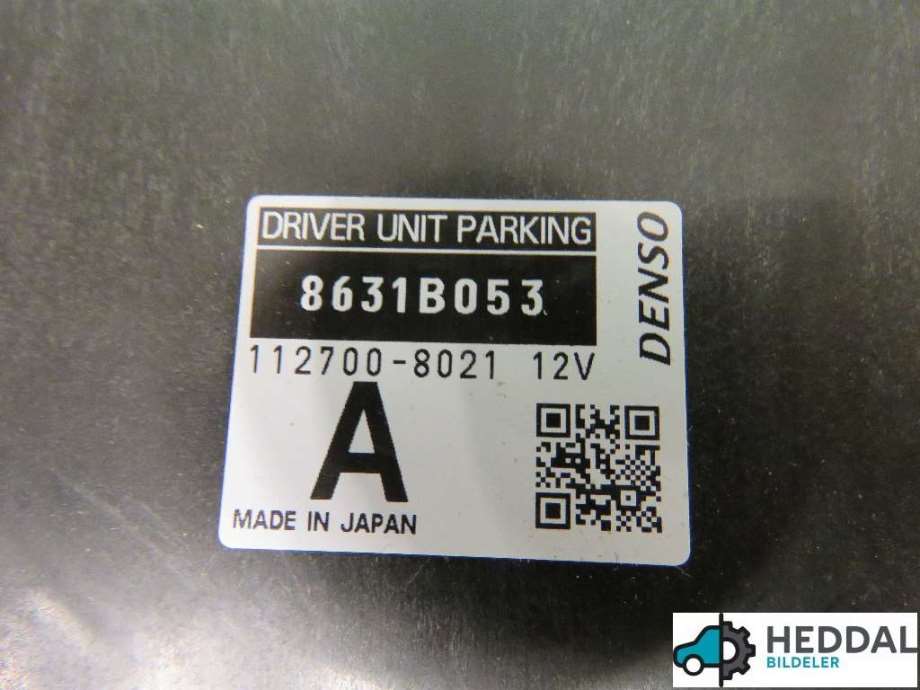 DRIVER UNIT PARKING
8631B053
112700-8021 12V
A
MADE IN JAPAN
DENSO
HEDDAL
BILDELER